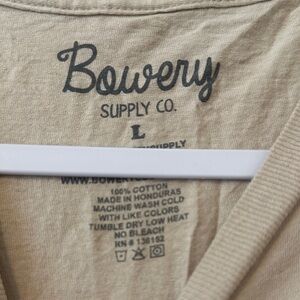 Bowery
SUPPLY CO.
L
100% COTTON
MADE IN HONDURAS
MACHINE WASH COLD
WITH LIKE COLORS
TUMBLE DRY LOW HEAT
NO BLEACH
RN # 136152